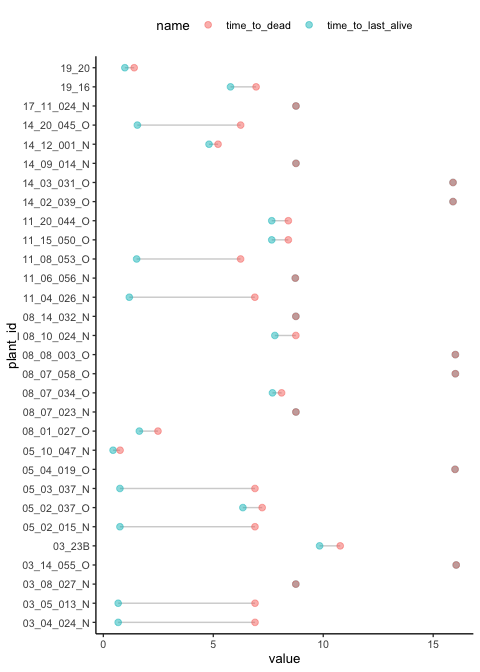 name time_to_dead time_to_last_alive
19_20
19_16
17_11_024_N
14_20_045_O
14_12_001_N
14_09_014_N
14_03_031_O
14_02_039_O
11_20_044_O
11_15_050_O
11_08_053_O
11_06_056_N
11_04_026_N
08_14_032_N
08_10_024_N
08_08_003_O
08_07_058_O
08_07_034_O
08_07_023_N
08_01_027_O
05_10_047_N
05_04_019_O
05_03_037_N
05_02_037_O
05_02_015_N
03_23B
03_14_055_O
03_08_027_N
03_05_013_N
03_04_024_N
plant_id
0 5 10 15
value